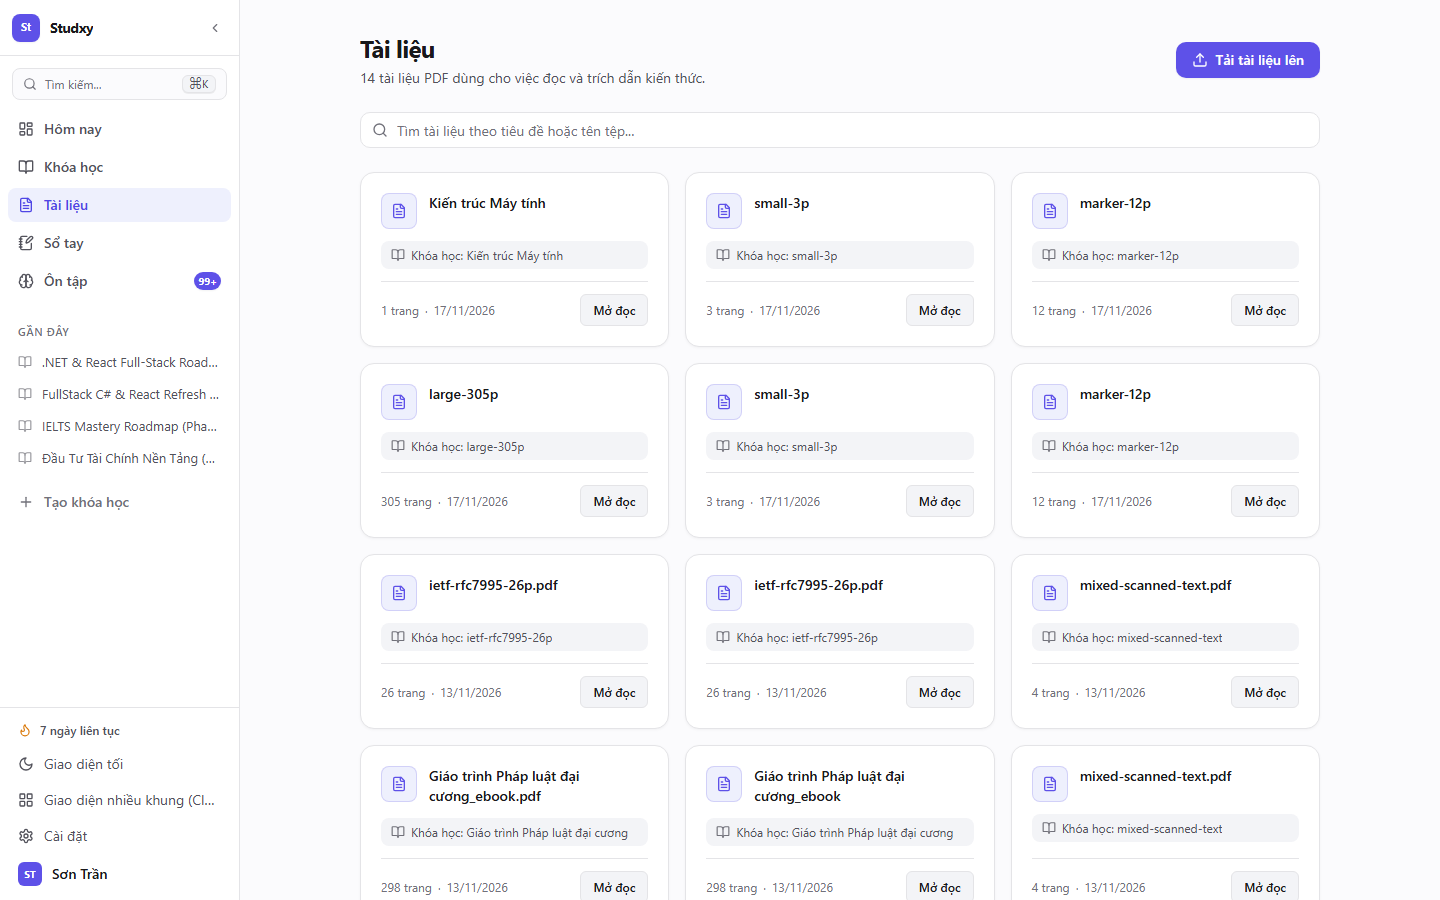 St Studxy
Tìm kiếm... ⌘K
Hôm nay
Khóa học
Tài liệu
Sổ tay
Ôn tập 99+
GẦN ĐÂY
.NET & React Full-Stack Road...
FullStack C# & React Refresh ...
IELTS Mastery Roadmap (Pha...
Đầu Tư Tài Chính Nền Tảng (...
Tạo khóa học
7 ngày liên tục
Giao diện tối
Giao diện nhiều khung (Cl...
Cài đặt
ST Sơn Trần
Tài liệu
14 tài liệu PDF dùng cho việc đọc và trích dẫn kiến thức.
Tải tài liệu lên
Tìm tài liệu theo tiêu đề hoặc tên tệp...
Kiến trúc Máy tính
Khóa học: Kiến trúc Máy tính
1 trang · 17/11/2026 Mở đọc
small-3p
Khóa học: small-3p
3 trang · 17/11/2026 Mở đọc
marker-12p
Khóa học: marker-12p
12 trang · 17/11/2026 Mở đọc
large-305p
Khóa học: large-305p
305 trang · 17/11/2026 Mở đọc
small-3p
Khóa học: small-3p
3 trang · 17/11/2026 Mở đọc
marker-12p
Khóa học: marker-12p
12 trang · 17/11/2026 Mở đọc
ietf-rfc7995-26p.pdf
Khóa học: ietf-rfc7995-26p
26 trang · 13/11/2026 Mở đọc
ietf-rfc7995-26p.pdf
Khóa học: ietf-rfc7995-26p
26 trang · 13/11/2026 Mở đọc
mixed-scanned-text.pdf
Khóa học: mixed-scanned-text
4 trang · 13/11/2026 Mở đọc
Giáo trình Pháp luật đại
cương_ebook.pdf
Khóa học: Giáo trình Pháp luật đại cương
298 trang · 13/11/2026 Mở đọc
Giáo trình Pháp luật đại
cương_ebook
Khóa học: Giáo trình Pháp luật đại cương
298 trang · 13/11/2026 Mở đọc
mixed-scanned-text.pdf
Khóa học: mixed-scanned-text
4 trang · 13/11/2026 Mở đọc